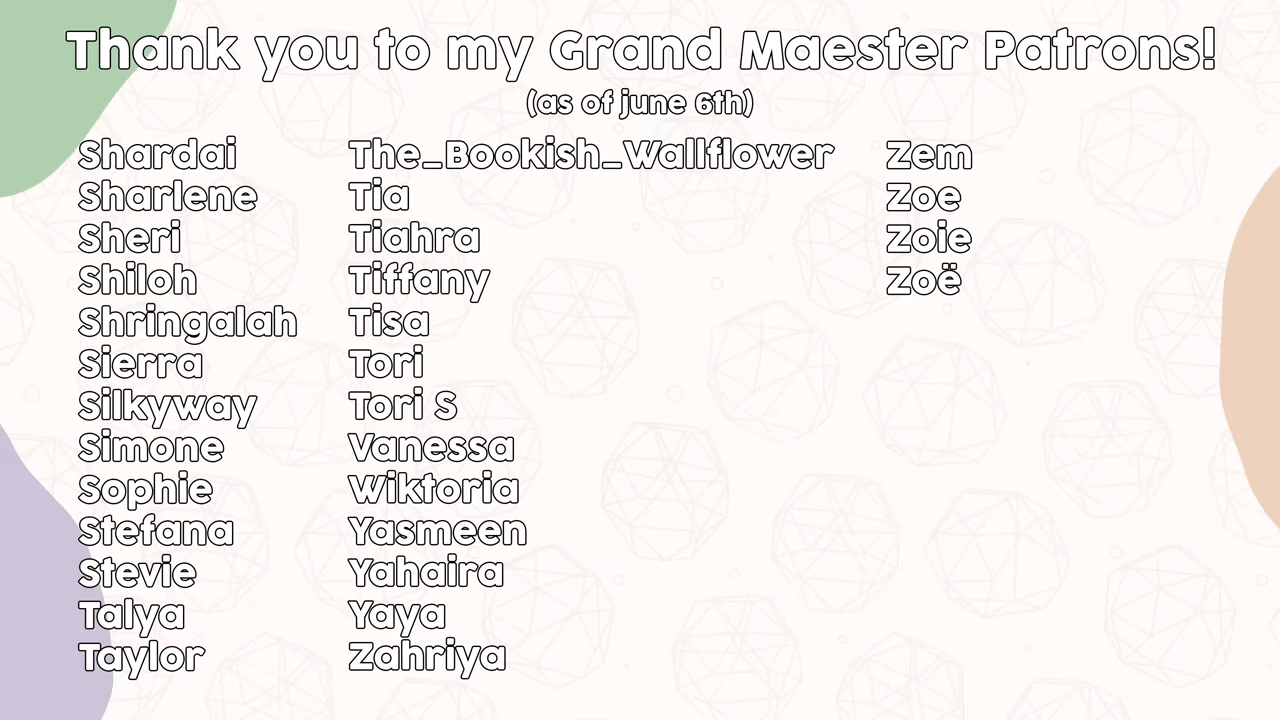 Thank you to my Grand Maester Patrons!
(as of june 6th)
Shardai
Sharlene
Sheri
Shiloh
Shringalah
Sierra
Silkyway
Simone
Sophie
Stefana
Stevie
Talya
Taylor
The_Bookish_Wallflower
Tia
Tiahra
Tiffany
Tisa
Tori
Tori S
Vanessa
Wiktoria
Yasmeen
Yahaira
Yaya
Zahriya
Zem
Zoe
Zoie
Zoë